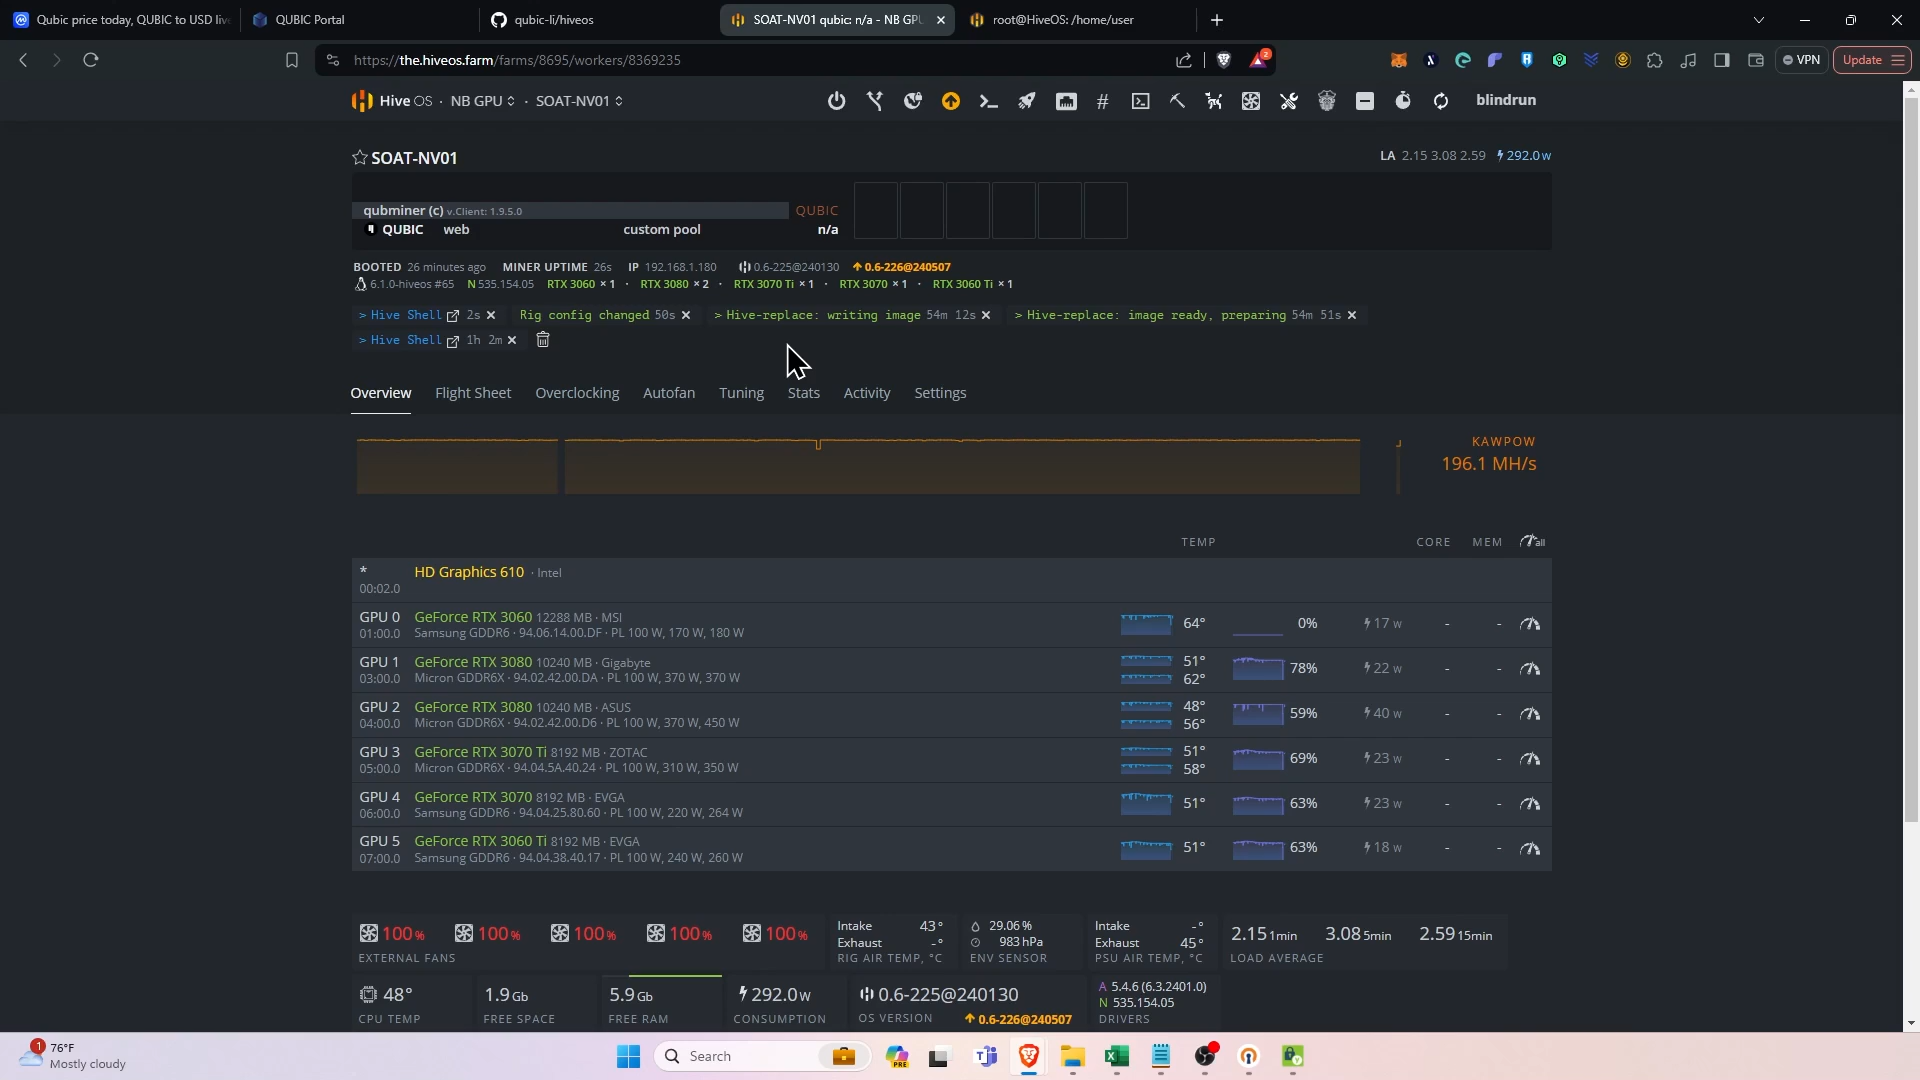 Qubic price today, QUBIC to USD live
QUBIC Portal
qubic-li/hiveos
SOAT-NV01 qubic: n/a - NB GPU
root@HiveOS: /home/user
https://the.hiveos.farm/farms/8695/workers/8369235
2
VPN
Update
Hive OS · NB GPU · SOAT-NV01
blindrun
SOAT-NV01
LA 2.15 3.08 2.59 292.0 w
qubminer (c) v.Client: 1.9.5.0
QUBIC
QUBIC web custom pool n/a
BOOTED 26 minutes ago MINER UPTIME 26s IP 192.168.1.180 0.6-225@240130 0.6-226@240507
6.1.0-hiveos #65 N 535.154.05 RTX 3060 × 1 · RTX 3080 × 2 · RTX 3070 Ti × 1 · RTX 3070 × 1 · RTX 3060 Ti × 1
> Hive Shell 2s Rig config changed 50s > Hive-replace: writing image 54m 12s > Hive-replace: image ready, preparing 54m 51s
> Hive Shell 1h 2m
Overview Flight Sheet Overclocking Autofan Tuning Stats Activity Settings
KAWPOW
196.1 MH/s
TEMP CORE MEM all
* HD Graphics 610 · Intel
00:02.0
GPU 0 GeForce RTX 3060 12288 MB · MSI
01:00.0 Samsung GDDR6 · 94.06.14.00.DF · PL 100 W, 170 W, 180 W
64° 0% 17 w - -
GPU 1 GeForce RTX 3080 10240 MB · Gigabyte
03:00.0 Micron GDDR6X · 94.02.42.00.DA · PL 100 W, 370 W, 370 W
51° 62° 78% 22 w - -
GPU 2 GeForce RTX 3080 10240 MB · ASUS
04:00.0 Micron GDDR6X · 94.02.42.00.D6 · PL 100 W, 370 W, 450 W
48° 56° 59% 40 w - -
GPU 3 GeForce RTX 3070 Ti 8192 MB · ZOTAC
05:00.0 Micron GDDR6X · 94.04.5A.40.24 · PL 100 W, 310 W, 350 W
51° 58° 69% 23 w - -
GPU 4 GeForce RTX 3070 8192 MB · EVGA
06:00.0 Samsung GDDR6 · 94.04.25.80.60 · PL 100 W, 220 W, 264 W
51° 63% 23 w - -
GPU 5 GeForce RTX 3060 Ti 8192 MB · EVGA
07:00.0 Samsung GDDR6 · 94.04.38.40.17 · PL 100 W, 240 W, 260 W
51° 63% 18 w - -
100 % 100 % 100 % 100 % 100 %
EXTERNAL FANS
Intake 43°
Exhaust -°
RIG AIR TEMP, °C
29.06 %
983 hPa
ENV SENSOR
Intake -°
Exhaust 45°
PSU AIR TEMP, °C
2.15 1min 3.08 5min 2.59 15min
LOAD AVERAGE
48°
CPU TEMP
1.9 Gb
FREE SPACE
5.9 Gb
FREE RAM
292.0 W
CONSUMPTION
0.6-225@240130
OS VERSION 0.6-226@240507
A 5.4.6 (6.3.2401.0)
N 535.154.05
DRIVERS
1
76°F
Mostly cloudy
Search
PRE